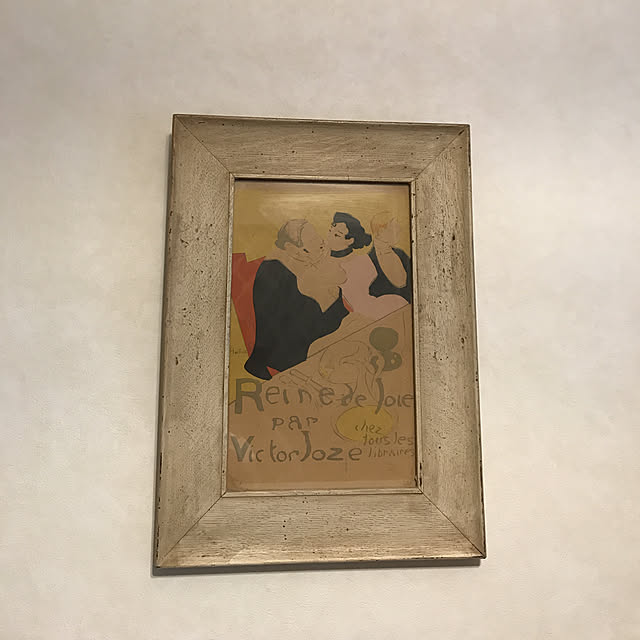 Reine de Joie
par
Victor Joze
chez
tous les
libraires